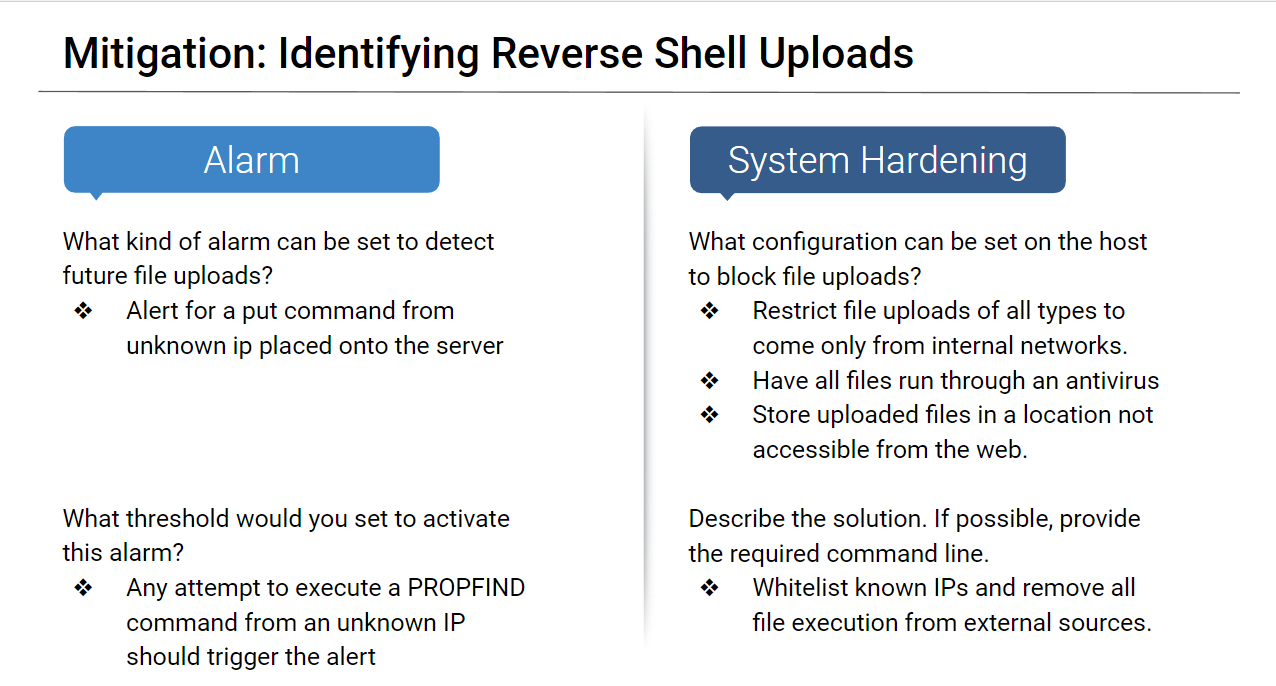 Mitigation: Identifying Reverse Shell Uploads
Alarm
What kind of alarm can be set to detect
future file uploads?
❖ Alert for a put command from
unknown ip placed onto the server
What threshold would you set to activate
this alarm?
❖ Any attempt to execute a PROPFIND
command from an unknown IP
should trigger the alert
System Hardening
What configuration can be set on the host
to block file uploads?
❖ Restrict file uploads of all types to
come only from internal networks.
❖ Have all files run through an antivirus
❖ Store uploaded files in a location not
accessible from the web.
Describe the solution. If possible, provide
the required command line.
❖ Whitelist known IPs and remove all
file execution from external sources.